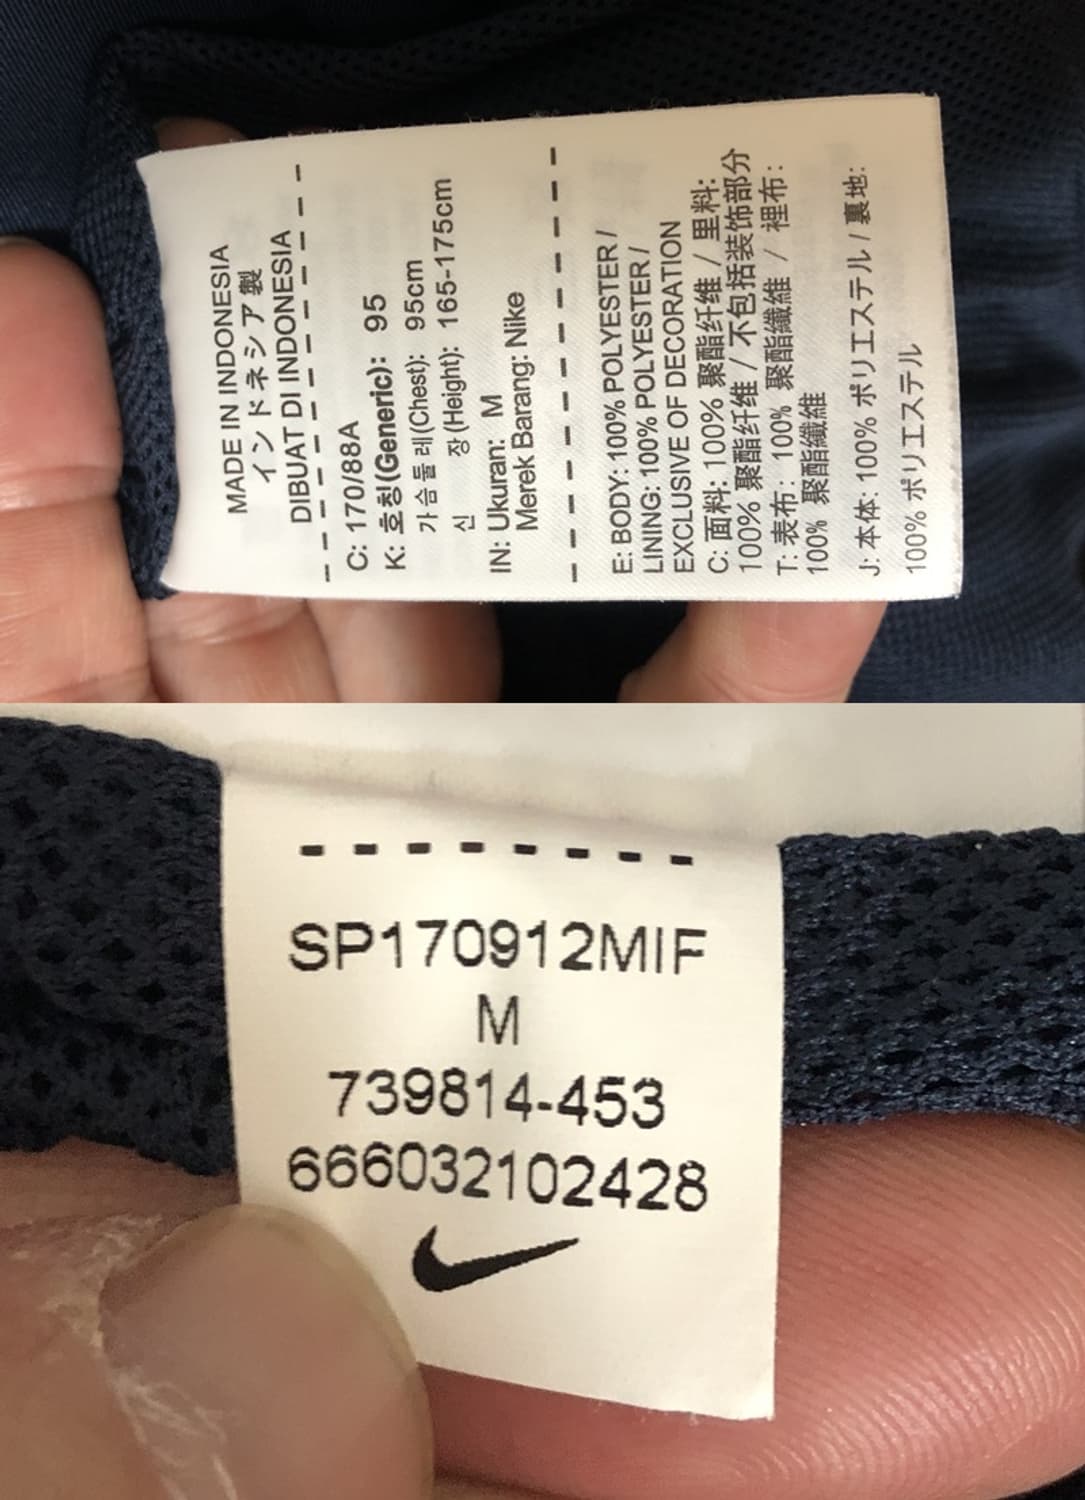 MADE IN INDONESIA
インドネシア製
DIBUAT DI INDONESIA
C: 170/88A
K: 호칭(Generic): 95
가슴둘레(Chest): 95cm
신 장(Height): 165-175cm
IN: Ukuran: M
Merek Barang: Nike
E: BODY: 100% POLYESTER /
LINING: 100% POLYESTER /
EXCLUSIVE OF DECORATION
C: 面料: 100% 聚酯纤维 / 里料:
100% 聚酯纤维 / 不包括装饰部分
T: 表布: 100% 聚酯纖維 / 裡布:
100% 聚酯纖維
J: 本体: 100% ポリエステル / 裏地:
100% ポリエステル
SP170912MIF
M
739814-453
666032102428